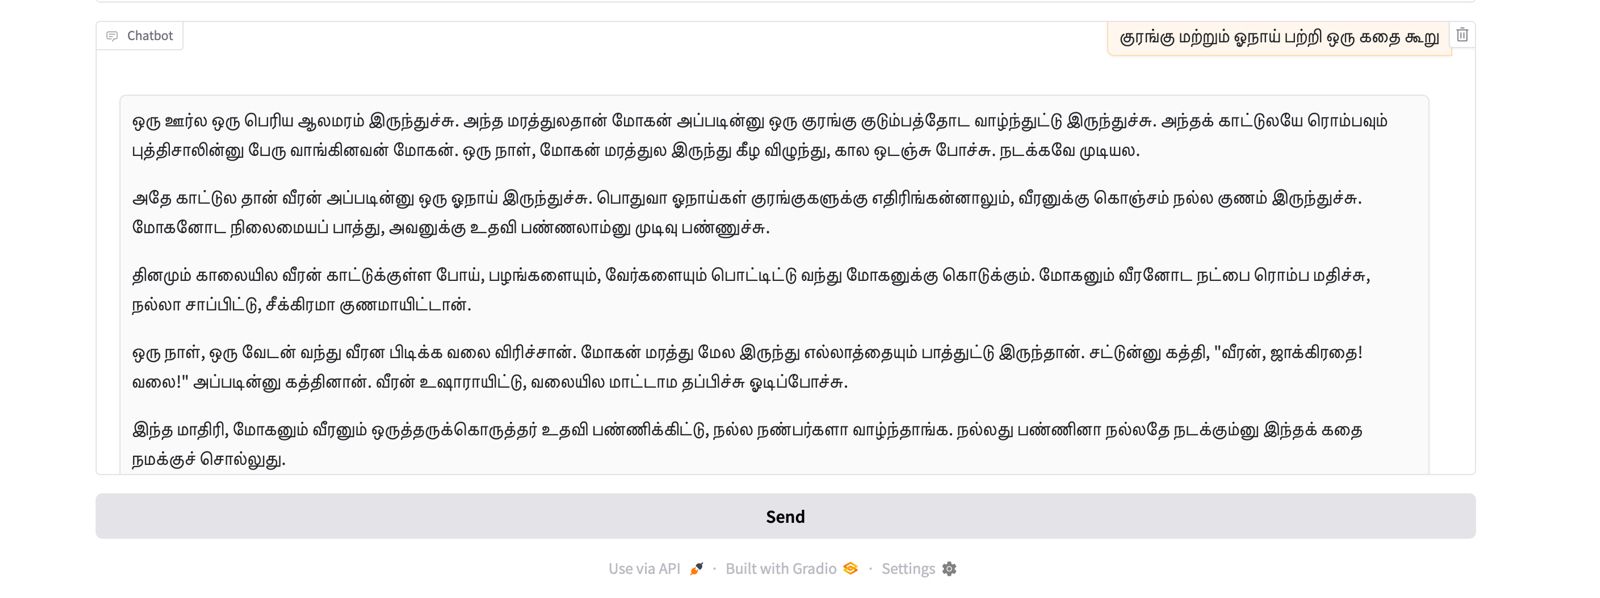 Chatbot
குரங்கு மற்றும் ஓநாய் பற்றி ஒரு கதை கூறு
ஒரு ஊர்ல ஒரு பெரிய ஆலமரம் இருந்துச்சு. அந்த மரத்துலதான் மோகன் அப்படின்னு ஒரு குரங்கு குடும்பத்தோட வாழ்ந்துட்டு இருந்துச்சு. அந்தக் காட்டுலயே ரொம்பவும்
புத்திசாலின்னு பேரு வாங்கினவன் மோகன். ஒரு நாள், மோகன் மரத்துல இருந்து கீழ விழுந்து, கால ஒடஞ்சு போச்சு. நடக்கவே முடியல.
அதே காட்டுல தான் வீரன் அப்படின்னு ஒரு ஓநாய் இருந்துச்சு. பொதுவா ஓநாய்கள் குரங்குகளுக்கு எதிரிங்கன்னாலும், வீரனுக்கு கொஞ்சம் நல்ல குணம் இருந்துச்சு.
மோகனோட நிலைமையப் பாத்து, அவனுக்கு உதவி பண்ணலாம்னு முடிவு பண்ணுச்சு.
தினமும் காலையில வீரன் காட்டுக்குள்ள போய், பழங்களையும், வேர்களையும் பொட்டிட்டு வந்து மோகனுக்கு கொடுக்கும். மோகனும் வீரனோட நட்பை ரொம்ப மதிச்சு,
நல்லா சாப்பிட்டு, சீக்கிரமா குணமாயிட்டான்.
ஒரு நாள், ஒரு வேடன் வந்து வீரன பிடிக்க வலை விரிச்சான். மோகன் மரத்து மேல இருந்து எல்லாத்தையும் பாத்துட்டு இருந்தான். சட்டுன்னு கத்தி, "வீரன், ஜாக்கிரதை!
வலை!" அப்படின்னு கத்தினான். வீரன் உஷாராயிட்டு, வலையில மாட்டாம தப்பிச்சு ஓடிப்போச்சு.
இந்த மாதிரி, மோகனும் வீரனும் ஒருத்தருக்கொருத்தர் உதவி பண்ணிக்கிட்டு, நல்ல நண்பர்களா வாழ்ந்தாங்க. நல்லது பண்ணினா நல்லதே நடக்கும்னு இந்தக் கதை
நமக்குச் சொல்லுது.
Send
Use via API · Built with Gradio · Settings